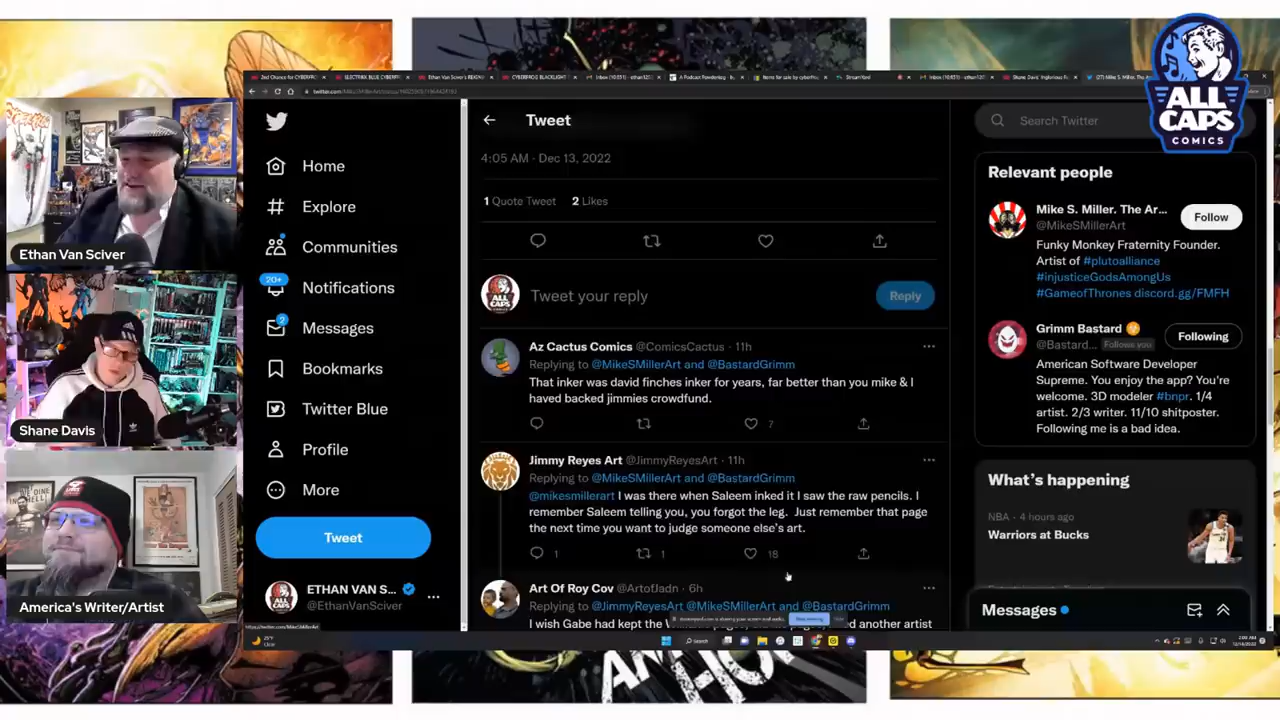 ALL
CAPS
COMICS
Ethan Van Sciver
Shane Davis
America's Writer/Artist
Home
Explore
Communities
20+
Notifications
2
Messages
Bookmarks
Twitter Blue
Profile
More
Tweet
ETHAN VAN S...
@EthanVanSciver
Tweet
4:05 AM · Dec 13, 2022
1 Quote Tweet 2 Likes
Tweet your reply
Reply
Az Cactus Comics @ComicsCactus · 11h
Replying to @MikeSMillerArt and @BastardGrimm
That inker was david finches inker for years, far better than you mike & I
haved backed jimmies crowdfund.
7
Jimmy Reyes Art @JimmyReyesArt · 11h
Replying to @MikeSMillerArt and @BastardGrimm
@mikesmillerart I was there when Saleem inked it I saw the raw pencils. I
remember Saleem telling you, you forgot the leg. Just remember that page
the next time you want to judge someone else's art.
1 1 18
Art Of Roy Cov @ArtofJadn · 6h
Replying to @JimmyReyesArt @MikeSMillerArt and @BastardGrimm
I wish Gabe had kept the
another artist
Search Twitter
Relevant people
Mike S. Miller. The Ar...
@MikeSMillerArt
Follow
Funky Monkey Fraternity Founder.
Artist of #plutoalliance
#injusticeGodsAmongUs
#GameofThrones discord.gg/FMFH
Grimm Bastard
@Bastard... Follows you
Following
American Software Developer
Supreme. You enjoy the app? You're
welcome. 3D modeler #bnpr. 1/4
artist. 2/3 writer. 11/10 shitposter.
Following me is a bad idea.
What's happening
NBA · 4 hours ago
Warriors at Bucks
Messages